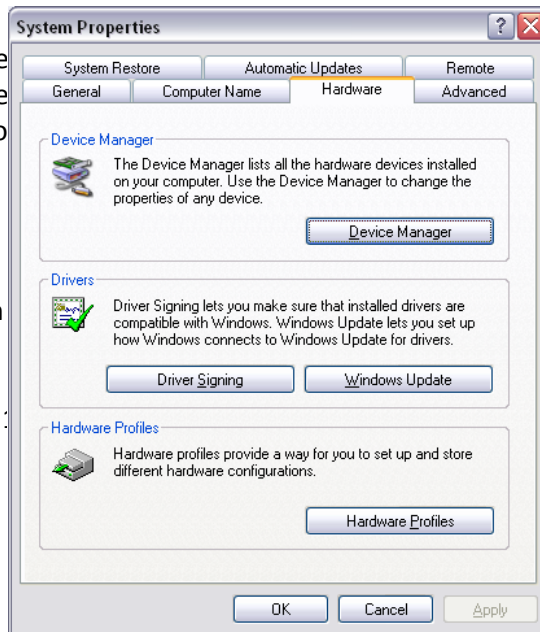 System Properties
e
e
o
System Restore Automatic Updates Remote
General Computer Name Hardware Advanced
Device Manager
The Device Manager lists all the hardware devices installed
on your computer. Use the Device Manager to change the
properties of any device.
Device Manager
Drivers
Driver Signing lets you make sure that installed drivers are
compatible with Windows. Windows Update lets you set up
how Windows connects to Windows Update for drivers.
Driver Signing Windows Update
Hardware Profiles
Hardware profiles provide a way for you to set up and store
different hardware configurations.
Hardware Profiles
OK Cancel Apply